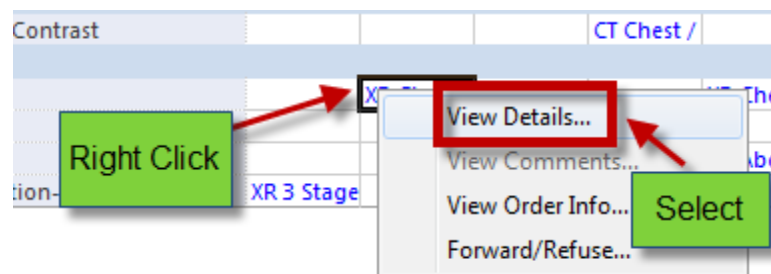 Contrast CT Chest /
View Details...
Right Click
View Comments...
tion- XR 3 Stage
View Order Info...
Select
Forward/Refuse...